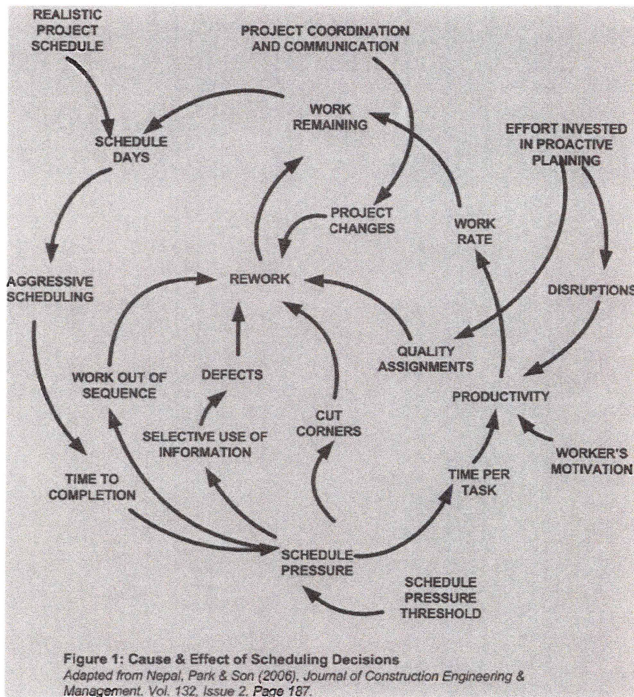 REALISTIC
PROJECT
SCHEDULE
PROJECT COORDINATION
AND COMMUNICATION
WORK
REMAINING
SCHEDULE
DAYS
EFFORT INVESTED
IN PROACTIVE
PLANNING
PROJECT
CHANGES
WORK
RATE
AGGRESSIVE
SCHEDULING
REWORK
DISRUPTIONS
QUALITY
ASSIGNMENTS
WORK OUT OF
SEQUENCE
DEFECTS
PRODUCTIVITY
CUT
CORNERS
SELECTIVE USE OF
INFORMATION
WORKER'S
MOTIVATION
TIME TO
COMPLETION
TIME PER
TASK
SCHEDULE
PRESSURE
SCHEDULE
PRESSURE
THRESHOLD
Figure 1: Cause & Effect of Scheduling Decisions
Adapted from Nepal, Park & Son (2006), Journal of Construction Engineering &
Management, Vol. 132, Issue 2, Page 187.